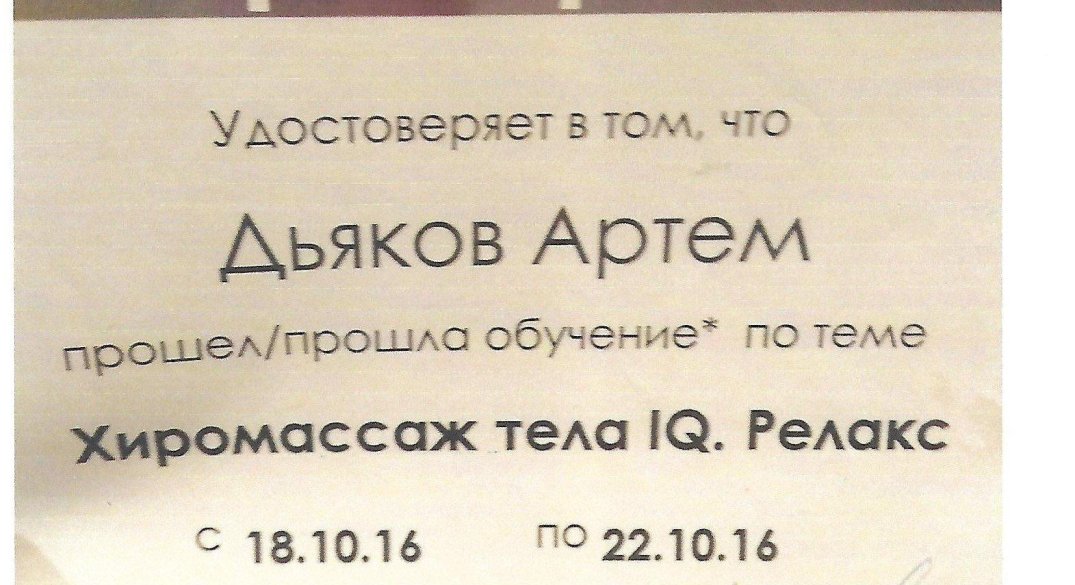 Удостоверяет в том, что
Дьяков Артем
прошел/прошла обучение* по теме
Хиромассаж тела IQ. Релакс
с 18.10.16 по 22.10.16